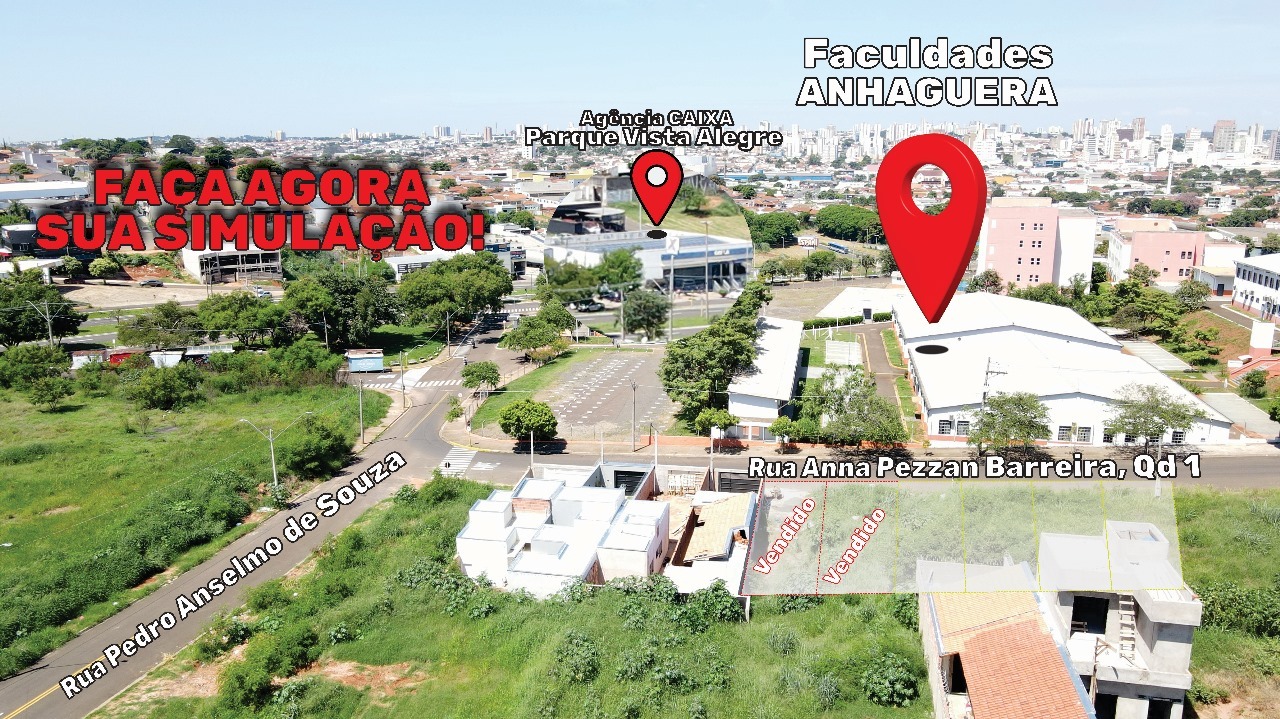 Faculdades
ANHAGUERA
Agência CAIXA
Parque Vista Alegre
FAÇA AGORA
SUA SIMULAÇÃO!
Rua Anna Pezzan Barreira, Qd 1
Vendido
Vendido
Rua Pedro Anselmo de Souza